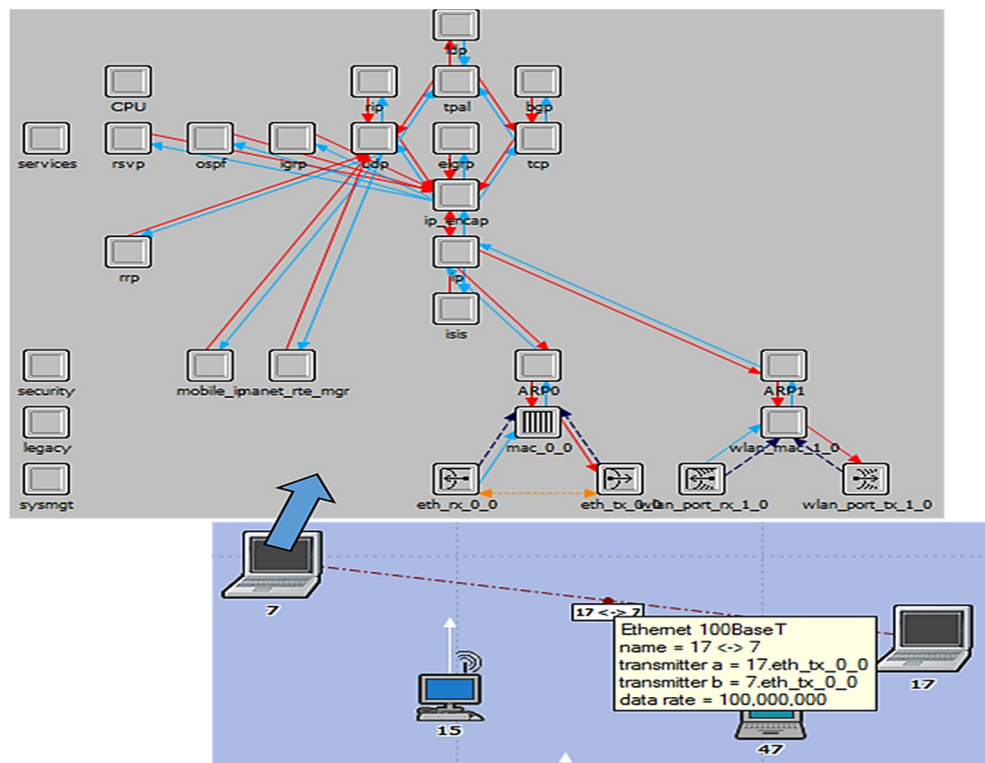 rip
tpal
bgp
CPU
services
rsvp
ospf
igrp
udp
eigrp
tcp
ip_encap
rrp
ip
isis
security
mobile_ip
manet_rte_mgr
ARP0
ARP1
legacy
mac_0_0
wlan_mac_1_0
sysmgt
eth_rx_0_0
eth_tx_0_0
wlan_port_rx_1_0
wlan_port_tx_1_0
7
17 <-> 7
Ethernet 100BaseT
name = 17 <-> 7
transmitter a = 17.eth_tx_0_0
transmitter b = 7.eth_tx_0_0
data rate = 100,000,000
17
15
47